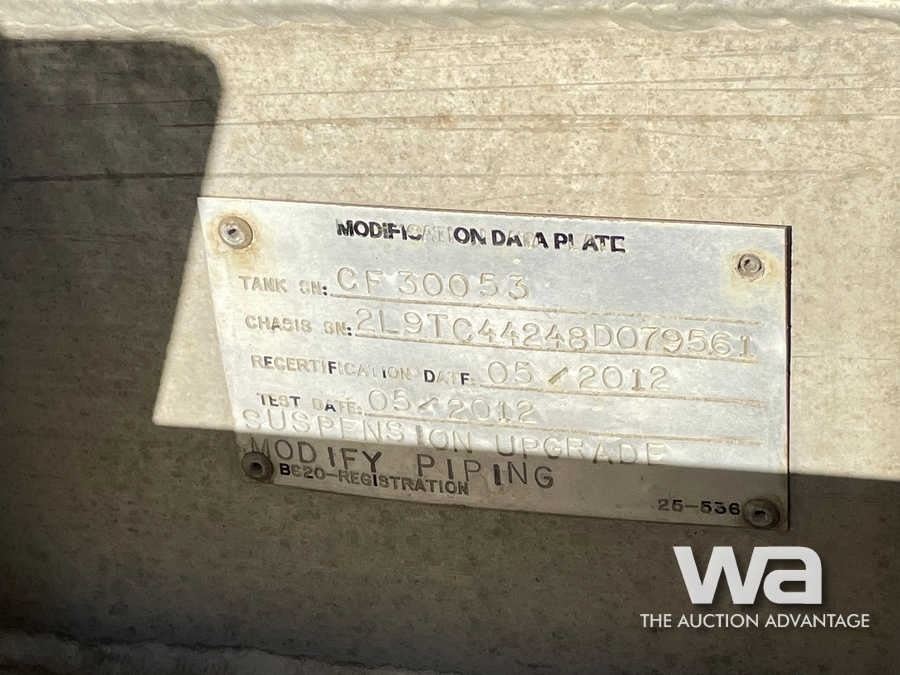 MODIFICATION DATA PLATE
TANK SN: CF30053
CHASIS SN: 2L9TC44248D079561
RECERTIFICATION DATE 05/2012
TEST DATE: 05/2012
SUSPENSION UPGRADE
MODIFY PIPING
B620-REGISTRATION
25-536
wa
THE AUCTION ADVANTAGE